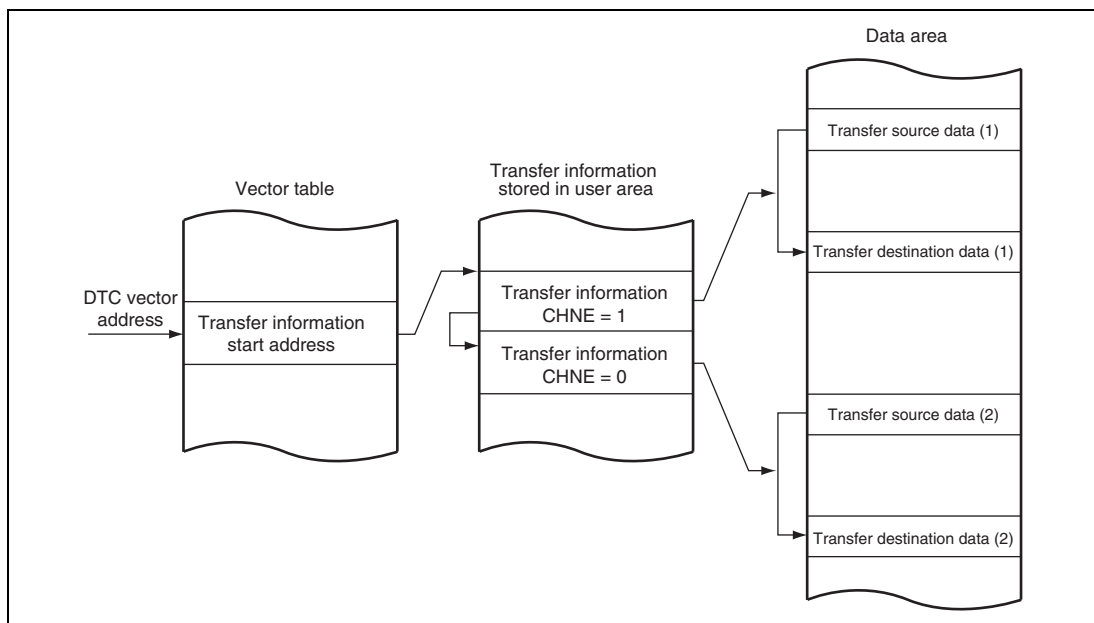 Data area
Transfer source data (1)
Transfer information
stored in user area
Vector table
Transfer destination data (1)
DTC vector
address
Transfer information
start address
Transfer information
CHNE = 1
Transfer information
CHNE = 0
Transfer source data (2)
Transfer destination data (2)